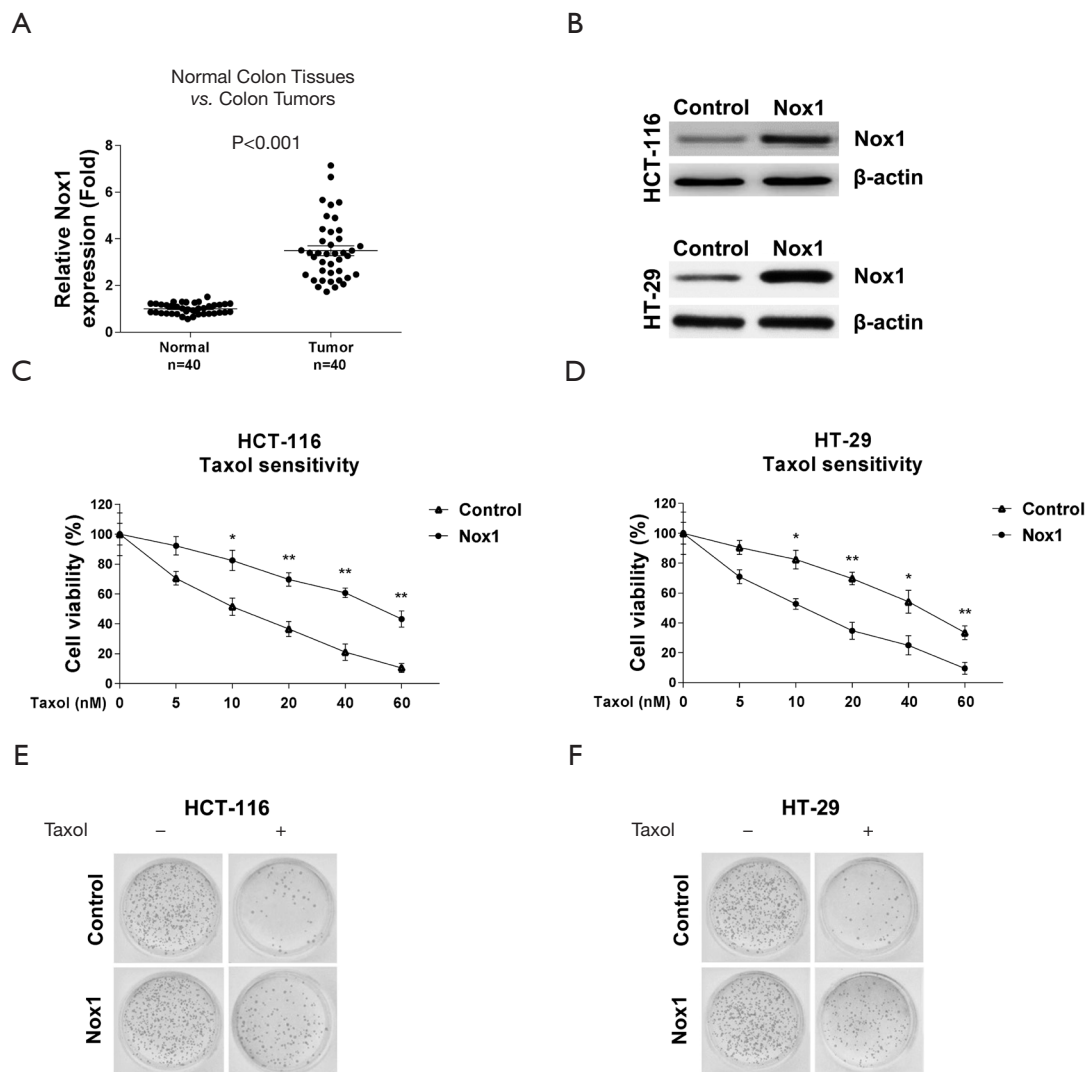 A
Normal Colon Tissues
vs. Colon Tumors
P<0.001
Relative Nox1
expression (Fold)
8
6
4
2
0
Normal
n=40
Tumor
n=40
B
Control Nox1
HCT-116
Nox1
β-actin
Control Nox1
HT-29
Nox1
β-actin
C
HCT-116
Taxol sensitivity
Cell viability (%)
120
100
80
60
40
20
0
* ** ** **
Control
Nox1
Taxol (nM) 0 5 10 20 40 60
D
HT-29
Taxol sensitivity
Cell viability (%)
120
100
80
60
40
20
0
* ** * **
Control
Nox1
Taxol (nM) 0 5 10 20 40 60
E
HCT-116
Taxol – +
Control
Nox1
F
HT-29
Taxol – +
Control
Nox1